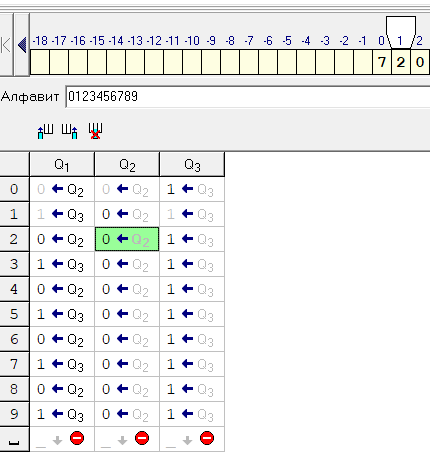 -18 -17 -16 -15 -14 -13 -12 -11 -10 -9 -8 -7 -6 -5 -4 -3 -2 -1 0 1 2
7 2 0
Алфавит 0123456789
Q1 Q2 Q3
0 0 ← Q2 0 ← Q2 1 ← Q3
1 1 ← Q3 0 ← Q2 1 ← Q3
2 0 ← Q2 0 ← Q2 1 ← Q3
3 1 ← Q3 0 ← Q2 1 ← Q3
4 0 ← Q2 0 ← Q2 1 ← Q3
5 1 ← Q3 0 ← Q2 1 ← Q3
6 0 ← Q2 0 ← Q2 1 ← Q3
7 1 ← Q3 0 ← Q2 1 ← Q3
8 0 ← Q2 0 ← Q2 1 ← Q3
9 1 ← Q3 0 ← Q2 1 ← Q3
␣ _ ↓ _ ↓ _ ↓